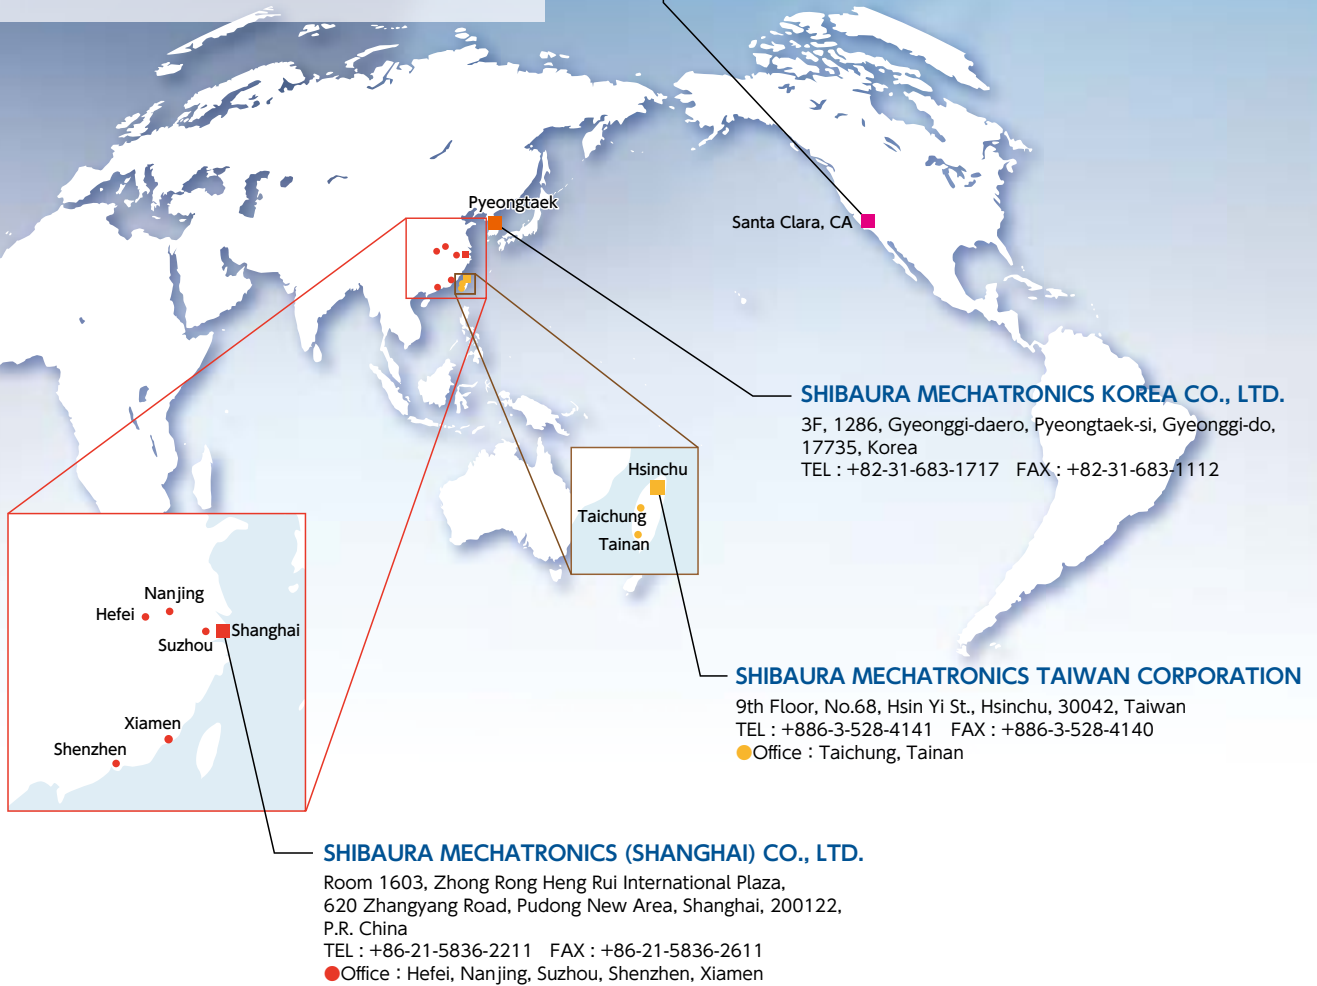 Pyeongtaek
Santa Clara, CA
SHIBAURA MECHATRONICS KOREA CO., LTD.
3F, 1286, Gyeonggi-daero, Pyeongtaek-si, Gyeonggi-do,
17735, Korea
TEL : +82-31-683-1717 FAX : +82-31-683-1112
Hsinchu
Taichung
Tainan
Nanjing
Hefei
Shanghai
Suzhou
Xiamen
Shenzhen
SHIBAURA MECHATRONICS TAIWAN CORPORATION
9th Floor, No.68, Hsin Yi St., Hsinchu, 30042, Taiwan
TEL : +886-3-528-4141 FAX : +886-3-528-4140
●Office : Taichung, Tainan
SHIBAURA MECHATRONICS (SHANGHAI) CO., LTD.
Room 1603, Zhong Rong Heng Rui International Plaza,
620 Zhangyang Road, Pudong New Area, Shanghai, 200122,
P.R. China
TEL : +86-21-5836-2211 FAX : +86-21-5836-2611
●Office : Hefei, Nanjing, Suzhou, Shenzhen, Xiamen